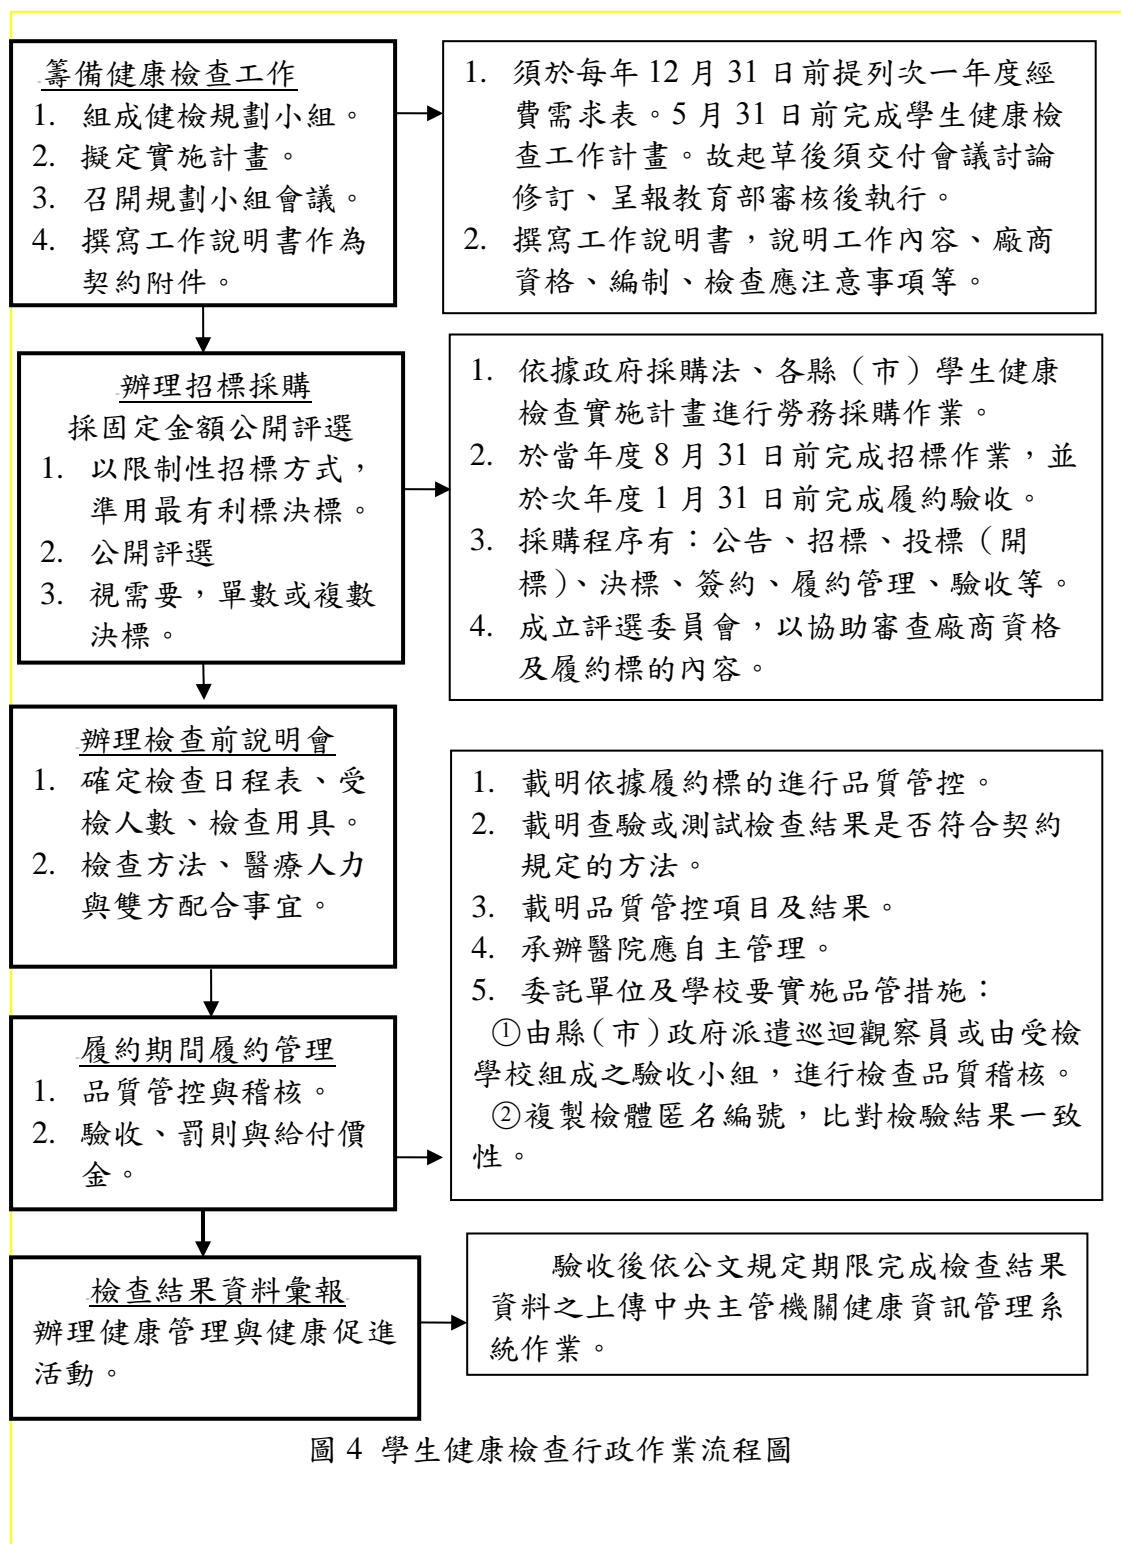 籌備健康檢查工作
1. 組成健檢規劃小組。
2. 擬定實施計畫。
3. 召開規劃小組會議。
4. 撰寫工作說明書作為
契約附件。
1. 須於每年 12 月 31 日前提列次一年度經
費需求表。5 月 31 日前完成學生健康檢
查工作計畫。故起草後須交付會議討論
修訂、呈報教育部審核後執行。
2. 撰寫工作說明書，說明工作內容、廠商
資格、編制、檢查應注意事項等。
辦理招標採購
採固定金額公開評選
1. 以限制性招標方式，
準用最有利標決標。
2. 公開評選
3. 視需要，單數或複數
決標。
1. 依據政府採購法、各縣（市）學生健康
檢查實施計畫進行勞務採購作業。
2. 於當年度 8 月 31 日前完成招標作業，並
於次年度 1 月 31 日前完成履約驗收。
3. 採購程序有：公告、招標、投標（開
標）、決標、簽約、履約管理、驗收等。
4. 成立評選委員會，以協助審查廠商資格
及履約標的內容。
辦理檢查前說明會
1. 確定檢查日程表、受
檢人數、檢查用具。
2. 檢查方法、醫療人力
與雙方配合事宜。
履約期間履約管理
1. 品質管控與稽核。
2. 驗收、罰則與給付價
金。
1. 載明依據履約標的進行品質管控。
2. 載明查驗或測試檢查結果是否符合契約
規定的方法。
3. 載明品質管控項目及結果。
4. 承辦醫院應自主管理。
5. 委託單位及學校要實施品管措施：
①由縣（市）政府派遣巡迴觀察員或由受檢
學校組成之驗收小組，進行檢查品質稽核。
②複製檢體匿名編號，比對檢驗結果一致
性。
檢查結果資料彙報
辦理健康管理與健康促進
活動。
驗收後依公文規定期限完成檢查結果
資料之上傳中央主管機關健康資訊管理系
統作業。
圖 4 學生健康檢查行政作業流程圖